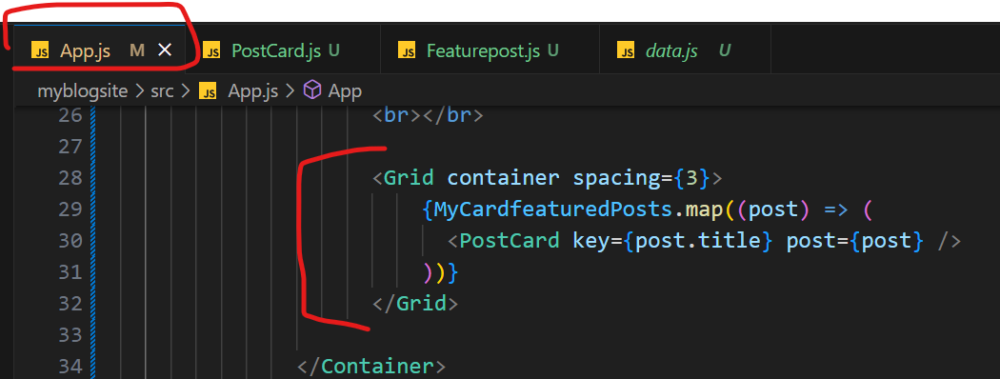 JS App.js M × JS PostCard.js U JS Featurepost.js U JS data.js U
myblogsite > src > JS App.js > App
26 <br></br>
27
28 <Grid container spacing={3}>
29 {MyCardfeaturedPosts.map((post) => (
30 <PostCard key={post.title} post={post} />
31 ))}
32 </Grid>
33
34 </Container>